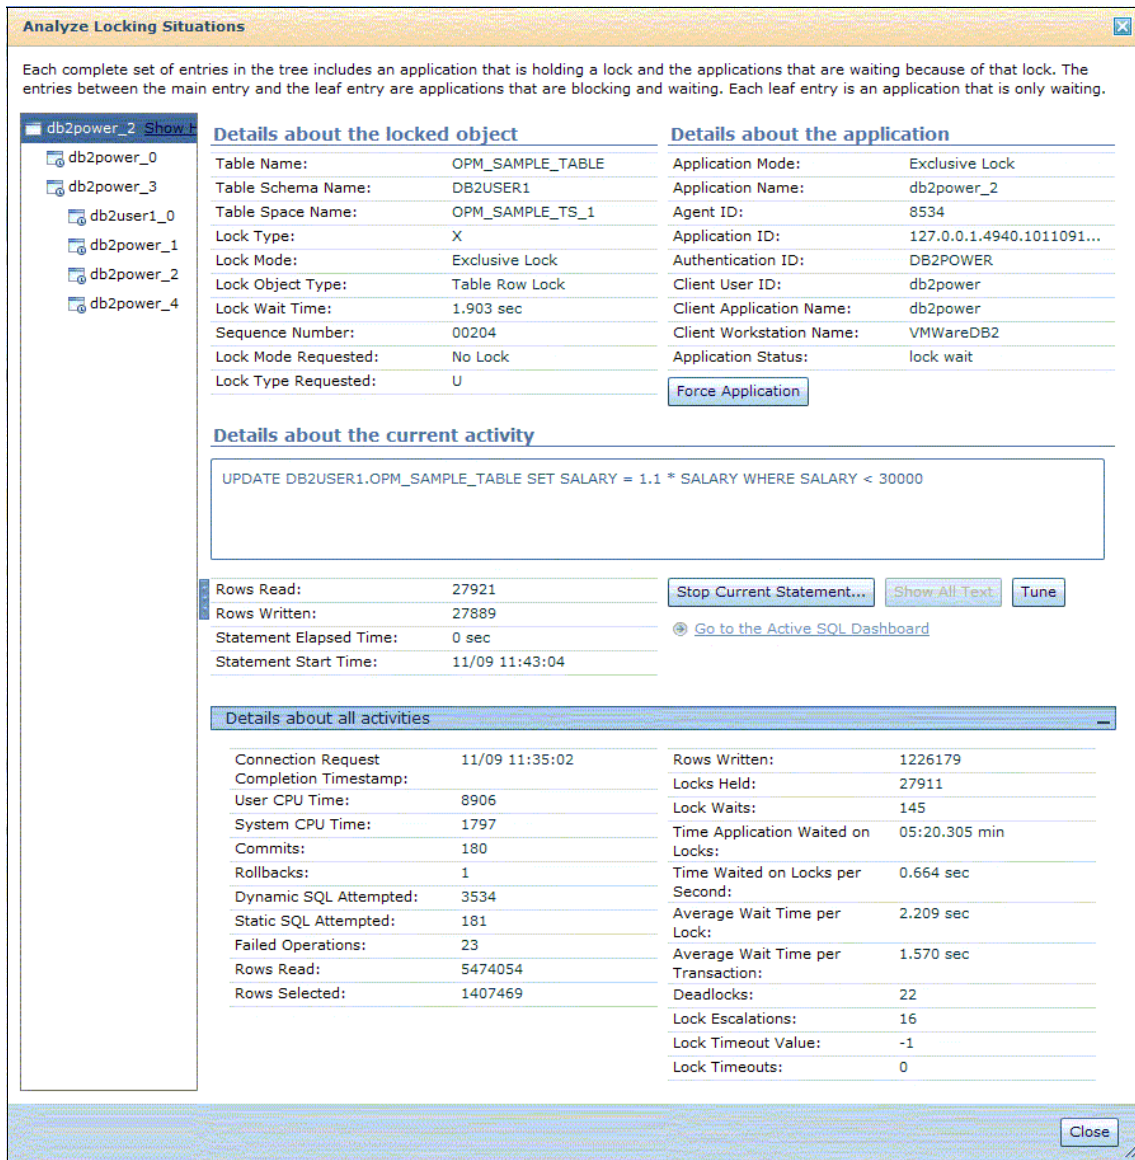 Analyze Locking Situations
Each complete set of entries in the tree includes an application that is holding a lock and the applications that are waiting because of that lock. The
entries between the main entry and the leaf entry are applications that are blocking and waiting. Each leaf entry is an application that is only waiting.
db2power_2 Show H
db2power_0
db2power_3
db2user1_0
db2power_1
db2power_2
db2power_4
Details about the locked object
Table Name: OPM_SAMPLE_TABLE
Table Schema Name: DB2USER1
Table Space Name: OPM_SAMPLE_TS_1
Lock Type: X
Lock Mode: Exclusive Lock
Lock Object Type: Table Row Lock
Lock Wait Time: 1.903 sec
Sequence Number: 00204
Lock Mode Requested: No Lock
Lock Type Requested: U
Details about the application
Application Mode: Exclusive Lock
Application Name: db2power_2
Agent ID: 8534
Application ID: 127.0.0.1.4940.1011091...
Authentication ID: DB2POWER
Client User ID: db2power
Client Application Name: db2power
Client Workstation Name: VMWareDB2
Application Status: lock wait
Force Application
Details about the current activity
UPDATE DB2USER1.OPM_SAMPLE_TABLE SET SALARY = 1.1 * SALARY WHERE SALARY < 30000
Rows Read: 27921
Rows Written: 27889
Statement Elapsed Time: 0 sec
Statement Start Time: 11/09 11:43:04
Stop Current Statement... Show All Text Tune
Go to the Active SQL Dashboard
Details about all activities
Connection Request 11/09 11:35:02
Completion Timestamp:
User CPU Time: 8906
System CPU Time: 1797
Commits: 180
Rollbacks: 1
Dynamic SQL Attempted: 3534
Static SQL Attempted: 181
Failed Operations: 23
Rows Read: 5474054
Rows Selected: 1407469
Rows Written: 1226179
Locks Held: 27911
Lock Waits: 145
Time Application Waited on 05:20.305 min
Locks:
Time Waited on Locks per 0.664 sec
Second:
Average Wait Time per 2.209 sec
Lock:
Average Wait Time per 1.570 sec
Transaction:
Deadlocks: 22
Lock Escalations: 16
Lock Timeout Value: -1
Lock Timeouts: 0
Close